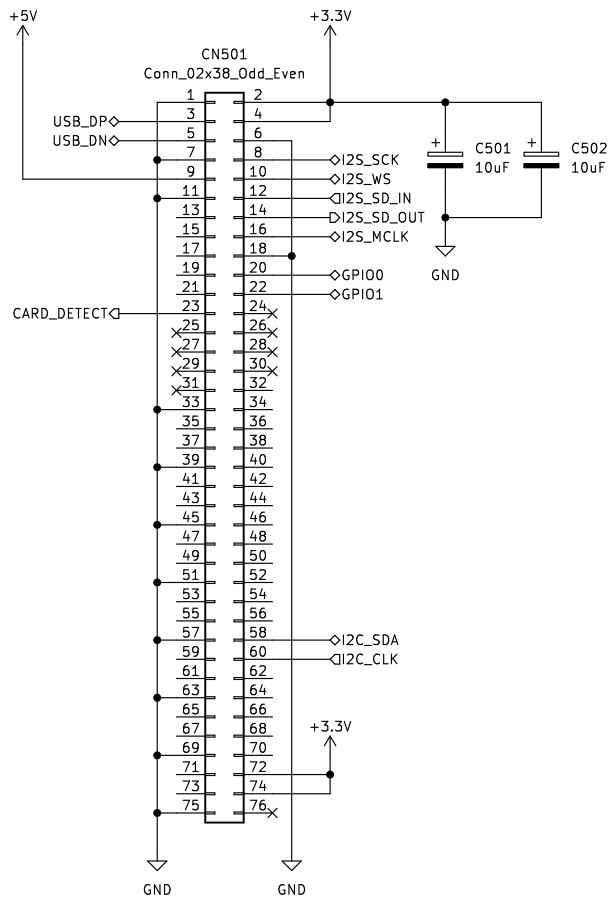 +5V
+3.3V
CN501
Conn_02x38_Odd_Even
1 2
USB_DP 3 4
USB_DN 5 6
7 8 I2S_SCK
9 10 I2S_WS
11 12 I2S_SD_IN
13 14 I2S_SD_OUT
15 16 I2S_MCLK
17 18
19 20 GPIO0
21 22 GPIO1
CARD_DETECT 23 24
25 26
27 28
29 30
31 32
33 34
35 36
37 38
39 40
41 42
43 44
45 46
47 48
49 50
51 52
53 54
55 56
57 58 I2C_SDA
59 60 I2C_CLK
61 62
63 64
65 66
67 68
69 70
71 72
73 74
75 76
+ C501
10uF
+ C502
10uF
GND
+3.3V
GND
GND